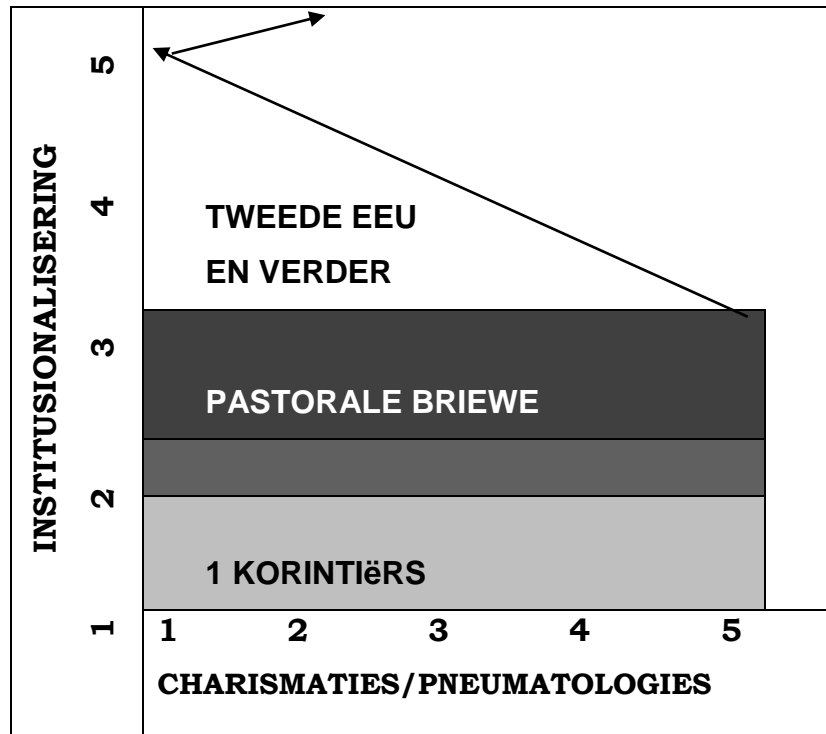 INSTITUSIONALISERING
5
4
TWEEDE EEU
EN VERDER
3
PASTORALE BRIEWE
2
1 KORINTIëRS
1
1 2 3 4 5
CHARISMATIES/PNEUMATOLOGIES